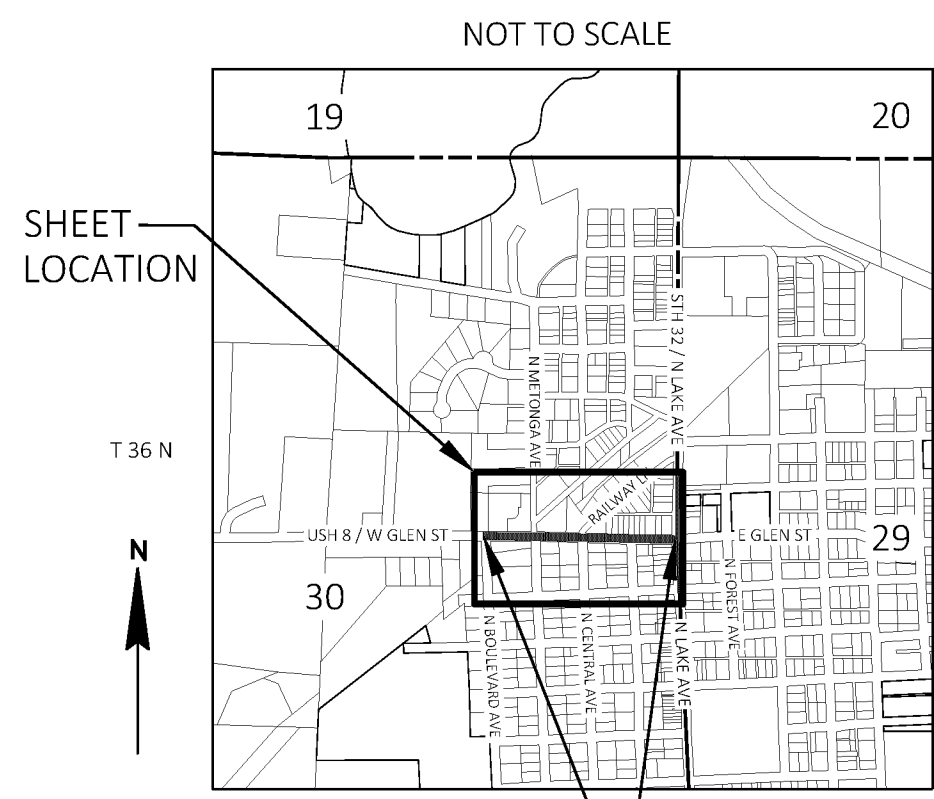 NOT TO SCALE
19
20
SHEET
LOCATION
STH 32 / N LAKE AVE
N METONGA AVE
T 36 N
RAILWAY
USH 8 / W GLEN ST
E GLEN ST
29
N
30
N FOREST AVE
N BOULEVARD AVE
N CENTRAL AVE
N LAKE AVE